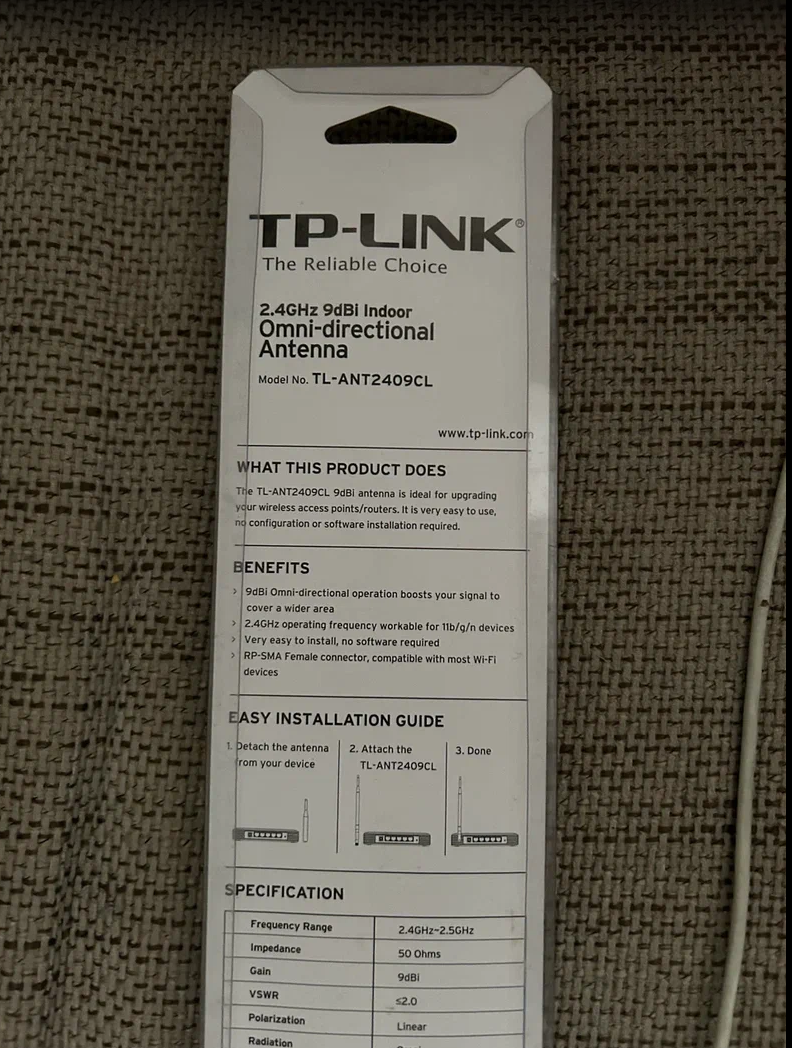 TP-LINK®
The Reliable Choice
2.4GHz 9dBi Indoor
Omni-directional
Antenna
Model No. TL-ANT2409CL
www.tp-link.com
WHAT THIS PRODUCT DOES
The TL-ANT2409CL 9dBi antenna is ideal for upgrading
your wireless access points/routers. It is very easy to use,
no configuration or software installation required.
BENEFITS
› 9dBi Omni-directional operation boosts your signal to
cover a wider area
› 2.4GHz operating frequency workable for 11b/g/n devices
› Very easy to install, no software required
› RP-SMA Female connector, compatible with most Wi-Fi
devices
EASY INSTALLATION GUIDE
1. Detach the antenna
from your device
2. Attach the
TL-ANT2409CL
3. Done
SPECIFICATION
Frequency Range 2.4GHz~2.5GHz
Impedance 50 Ohms
Gain 9dBi
VSWR ≤2.0
Polarization Linear
Radiation